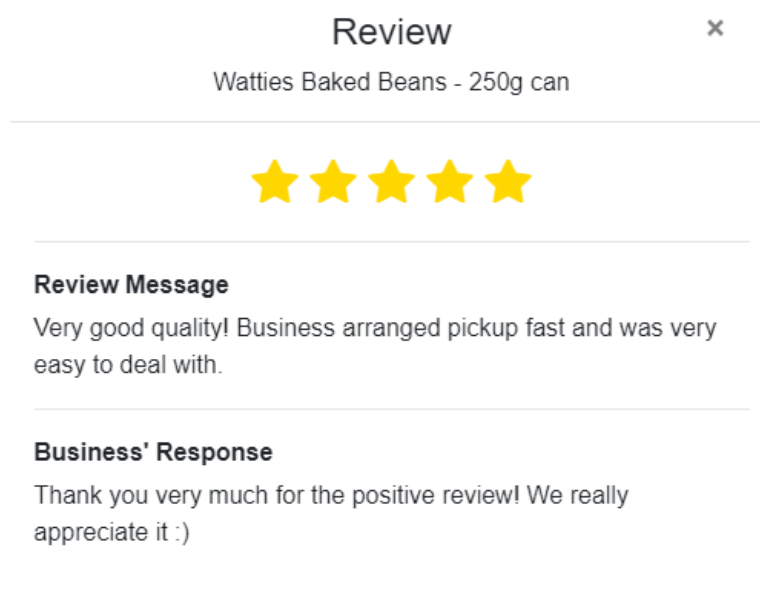 Review
×
Watties Baked Beans - 250g can
Review Message
Very good quality! Business arranged pickup fast and was very
easy to deal with.
Business' Response
Thank you very much for the positive review! We really
appreciate it :)